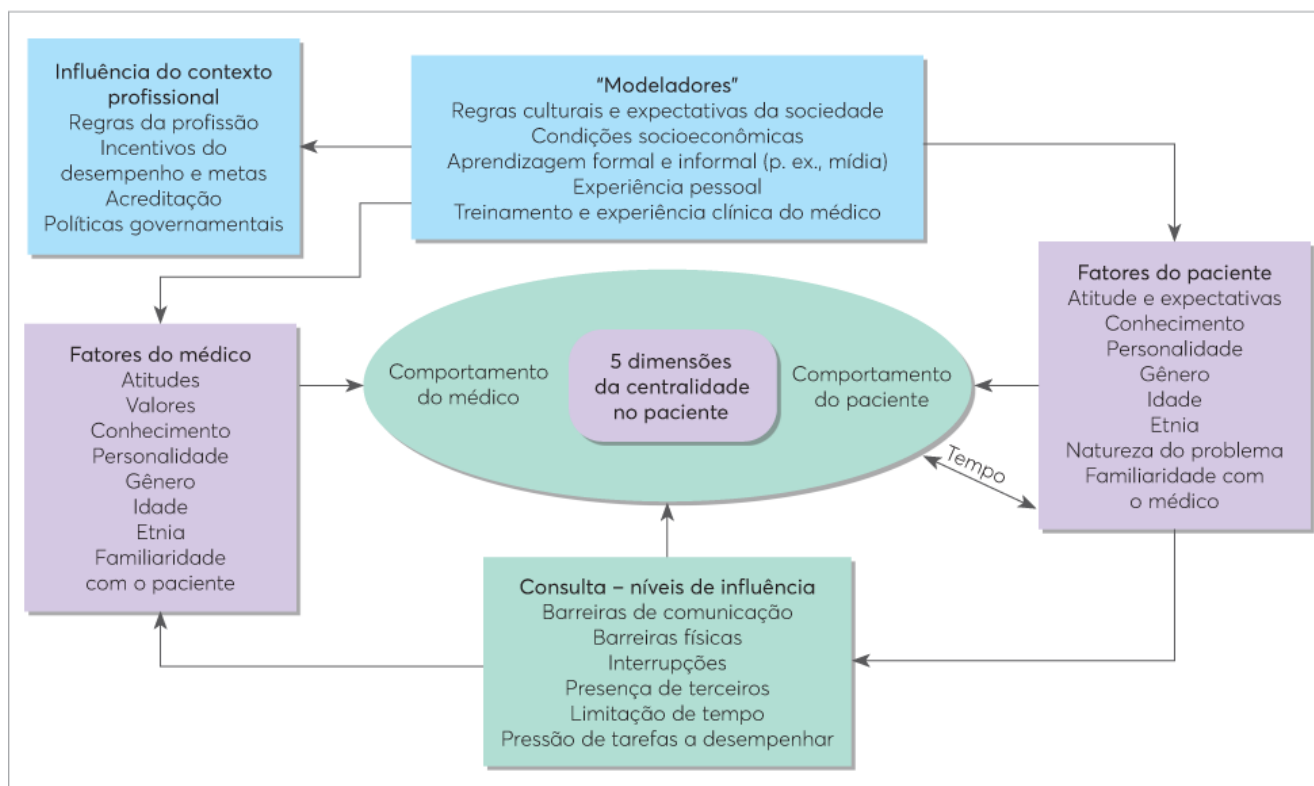 Influência do contexto
profissional
Regras da profissão
Incentivos do
desempenho e metas
Acreditação
Políticas governamentais
“Modeladores”
Regras culturais e expectativas da sociedade
Condições socioeconômicas
Aprendizagem formal e informal (p. ex., mídia)
Experiência pessoal
Treinamento e experiência clínica do médico
Fatores do médico
Atitudes
Valores
Conhecimento
Personalidade
Gênero
Idade
Etnia
Familiaridade
com o paciente
Comportamento
do médico
5 dimensões
da centralidade
no paciente
Comportamento
do paciente
Tempo
Fatores do paciente
Atitude e expectativas
Conhecimento
Personalidade
Gênero
Idade
Etnia
Natureza do problema
Familiaridade com
o médico
Consulta – níveis de influência
Barreiras de comunicação
Barreiras físicas
Interrupções
Presença de terceiros
Limitação de tempo
Pressão de tarefas a desempenhar